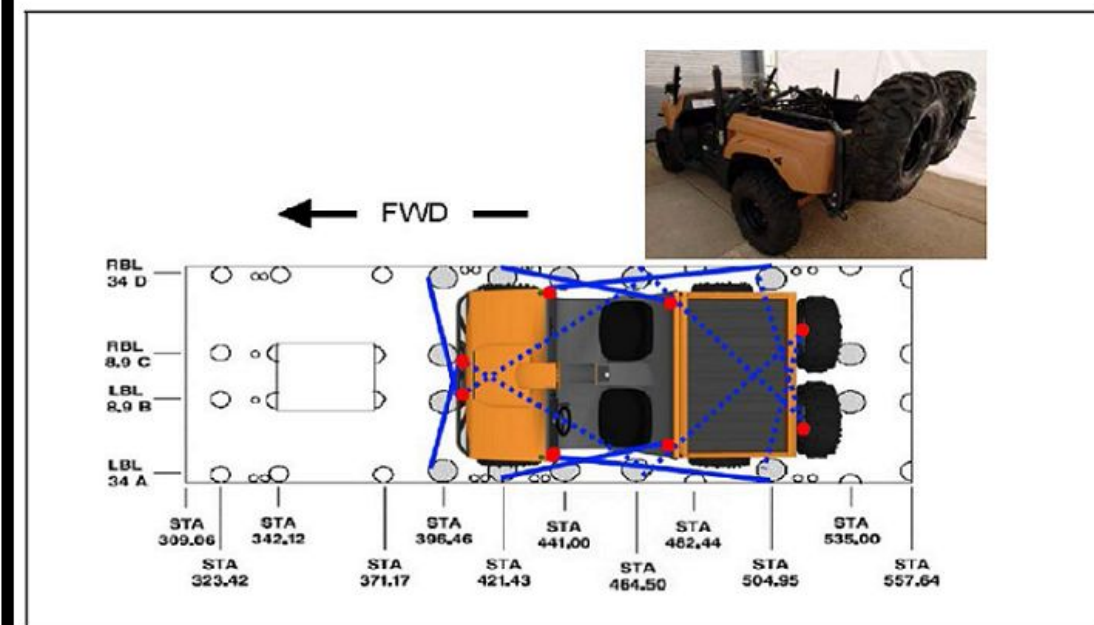 FWD
RBL
34 D
RBL
8.9 C
LBL
8.9 B
LBL
34 A
STA
309.06
STA
323.42
STA
342.12
STA
371.17
STA
396.46
STA
421.43
STA
441.00
STA
464.50
STA
482.44
STA
504.95
STA
535.00
STA
557.64